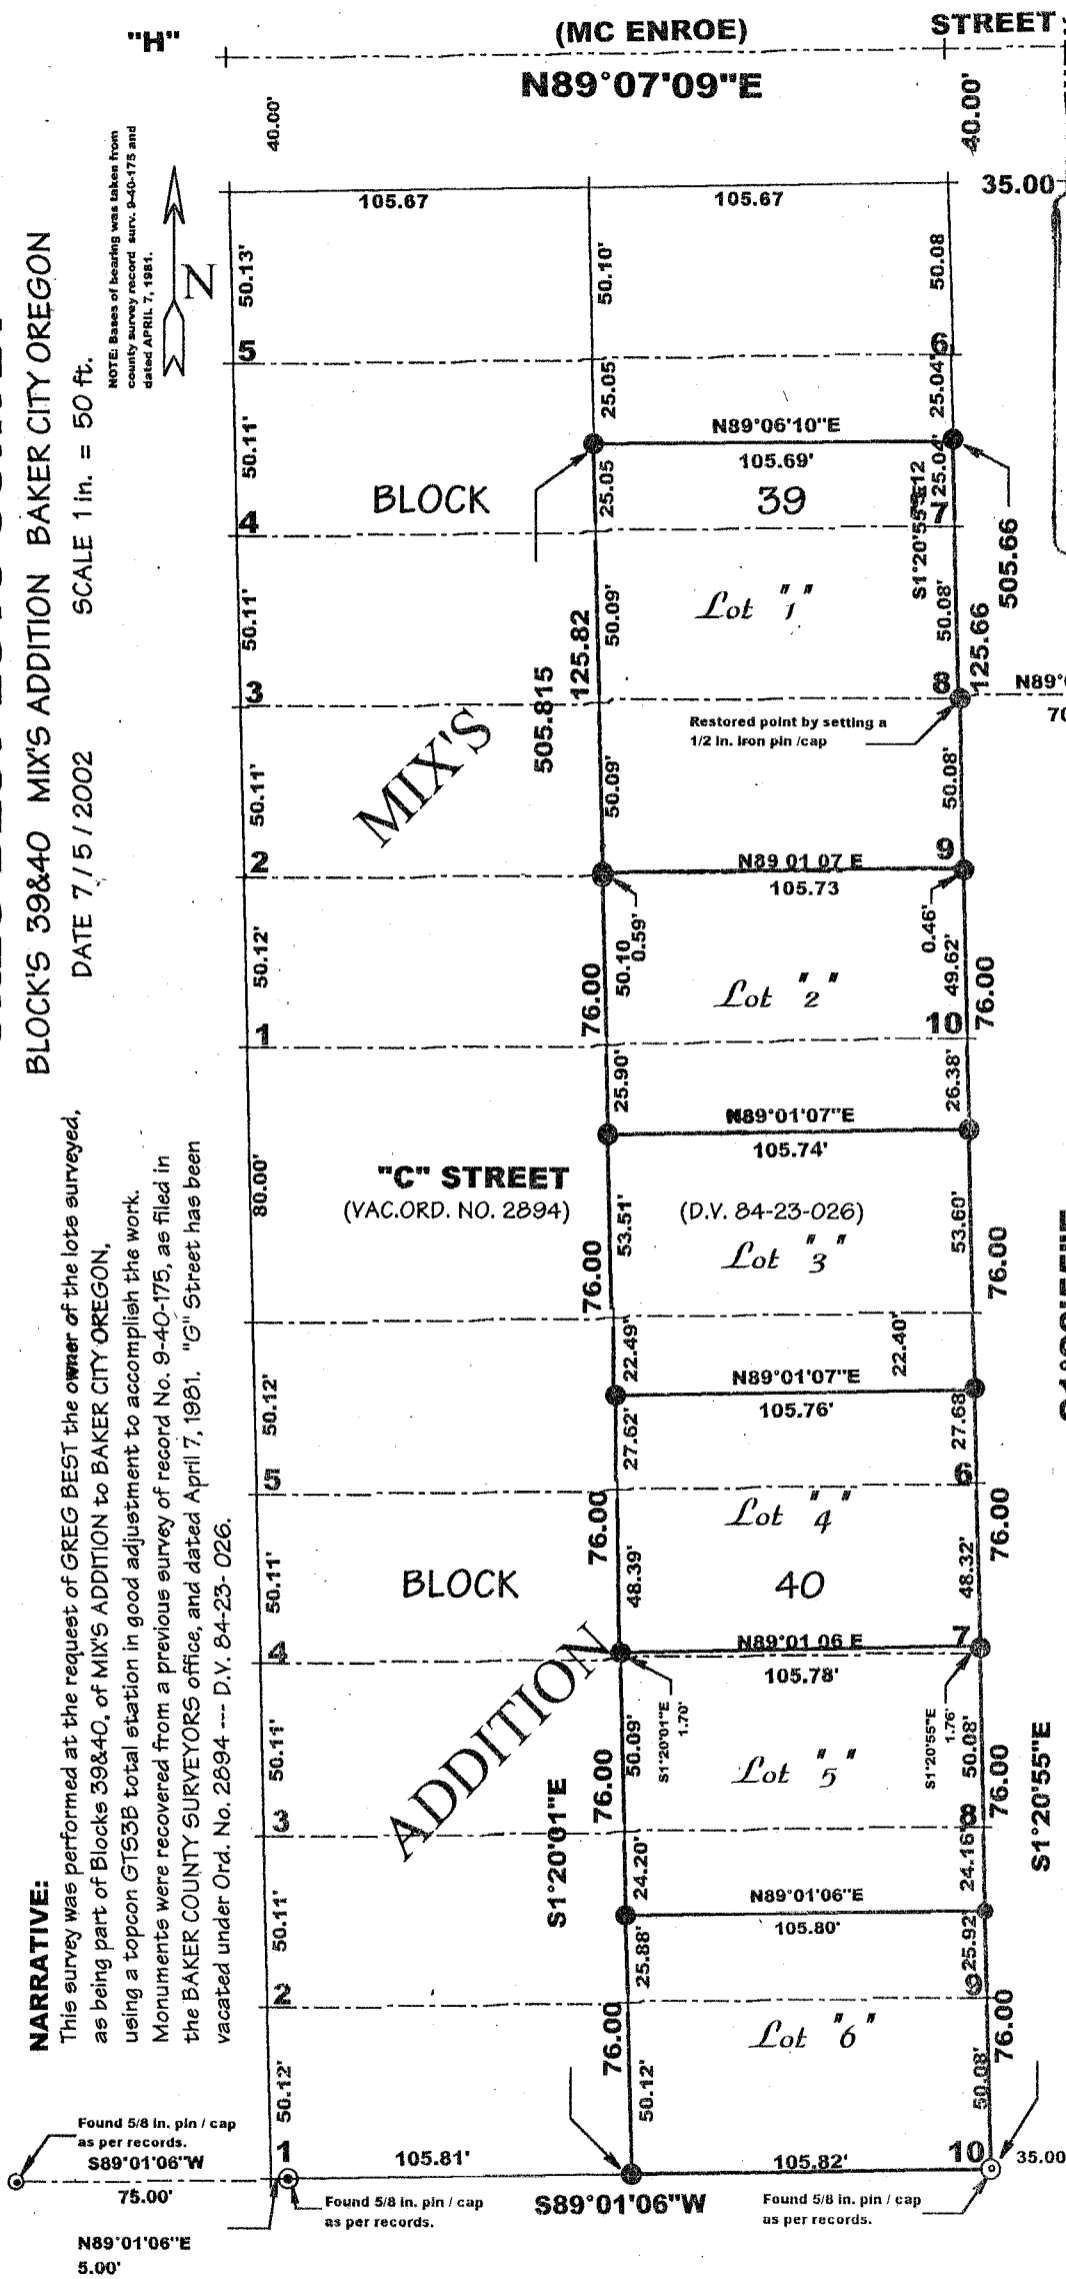 "H"
(MC ENROE)
STREET
N89°07'09"E
40.00'
40.00'
35.00
105.67
105.67
BLOCK'S 39&40 MIX'S ADDITION BAKER CITY OREGON
DATE 7/5/2002 SCALE 1 in. = 50 ft.
NOTE: Bases of bearing was taken from
county survey record surv. 9-40-175 and
dated APRIL 7, 1981.
N
50.13'
50.10'
50.08
5
6
50.11'
25.05'
25.04'
N89°06'10"E
105.69'
25.05
25.04'
BLOCK
39
4
7
S1°20'55"E
50.11'
50.09'
50.08'
Lot "1"
125.82
125.66
505.815
505.66
3
8
N89°
70
Restored point by setting a
1/2 in. iron pin /cap
MIX'S
50.11'
50.09'
50.08'
2
9
N89 01 07 E
105.73
0.59'
0.46'
50.12'
50.10
49.62'
76.00
Lot "2"
76.00
1
10
25.90'
26.38'
N89°01'07"E
105.74'
80.00'
"C" STREET
(VAC.ORD. NO. 2894)
(D.V. 84-23-026)
53.51'
53.60'
76.00
Lot "3"
76.00
22.49'
22.40'
N89°01'07"E
105.76'
50.12'
27.62'
27.68
5
6
76.00
Lot "4"
76.00
50.11'
48.39'
48.32'
BLOCK
40
N89°01 06 E
105.78'
4
7
S1°20'01"E
1.70'
S1°20'55"E
1.76'
ADDITION
50.11'
50.09'
50.08'
76.00
Lot "5"
76.00
3
8
S1°20'01"E
S1°20'55"E
24.20'
24.16'
N89°01'06"E
105.80'
50.11'
25.88'
25.92'
2
9
76.00
Lot "6"
76.00
50.12'
50.12'
50.08'
1
10
NARRATIVE:
This survey was performed at the request of GREG BEST the owner of the lots surveyed,
as being part of Blocks 39&40, of MIX'S ADDITION to BAKER CITY OREGON,
using a topcon GTS3B total station in good adjustment to accomplish the work.
Monuments were recovered from a previous survey of record No. 9-40-175, as filed in
the BAKER COUNTY SURVEYORS office, and dated April 7, 1981. "G" Street has been
vacated under Ord. No. 2894 --- D.V. 84-23- 026.
Found 5/8 in. pin / cap
as per records.
S89°01'06"W
75.00'
N89°01'06"E
5.00'
105.81'
105.82'
35.00
Found 5/8 in. pin / cap
as per records.
S89°01'06"W
Found 5/8 in. pin / cap
as per records.